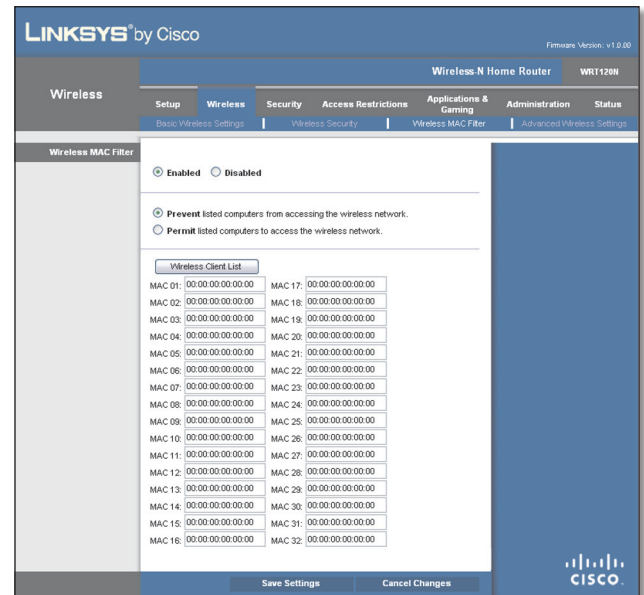 LINKSYS® by Cisco
Firmware Version: v1.0.00
Wireless-N Home Router WRT120N
Wireless
Setup Wireless Security Access Restrictions Applications & Gaming Administration Status
Basic Wireless Settings Wireless Security Wireless MAC Filter Advanced Wireless Settings
Wireless MAC Filter
Enabled Disabled
Prevent listed computers from accessing the wireless network.
Permit listed computers to access the wireless network.
Wireless Client List
MAC 01: 00:00:00:00:00:00 MAC 17: 00:00:00:00:00:00
MAC 02: 00:00:00:00:00:00 MAC 18: 00:00:00:00:00:00
MAC 03: 00:00:00:00:00:00 MAC 19: 00:00:00:00:00:00
MAC 04: 00:00:00:00:00:00 MAC 20: 00:00:00:00:00:00
MAC 05: 00:00:00:00:00:00 MAC 21: 00:00:00:00:00:00
MAC 06: 00:00:00:00:00:00 MAC 22: 00:00:00:00:00:00
MAC 07: 00:00:00:00:00:00 MAC 23: 00:00:00:00:00:00
MAC 08: 00:00:00:00:00:00 MAC 24: 00:00:00:00:00:00
MAC 09: 00:00:00:00:00:00 MAC 25: 00:00:00:00:00:00
MAC 10: 00:00:00:00:00:00 MAC 26: 00:00:00:00:00:00
MAC 11: 00:00:00:00:00:00 MAC 27: 00:00:00:00:00:00
MAC 12: 00:00:00:00:00:00 MAC 28: 00:00:00:00:00:00
MAC 13: 00:00:00:00:00:00 MAC 29: 00:00:00:00:00:00
MAC 14: 00:00:00:00:00:00 MAC 30: 00:00:00:00:00:00
MAC 15: 00:00:00:00:00:00 MAC 31: 00:00:00:00:00:00
MAC 16: 00:00:00:00:00:00 MAC 32: 00:00:00:00:00:00
Save Settings Cancel Changes
CISCO.